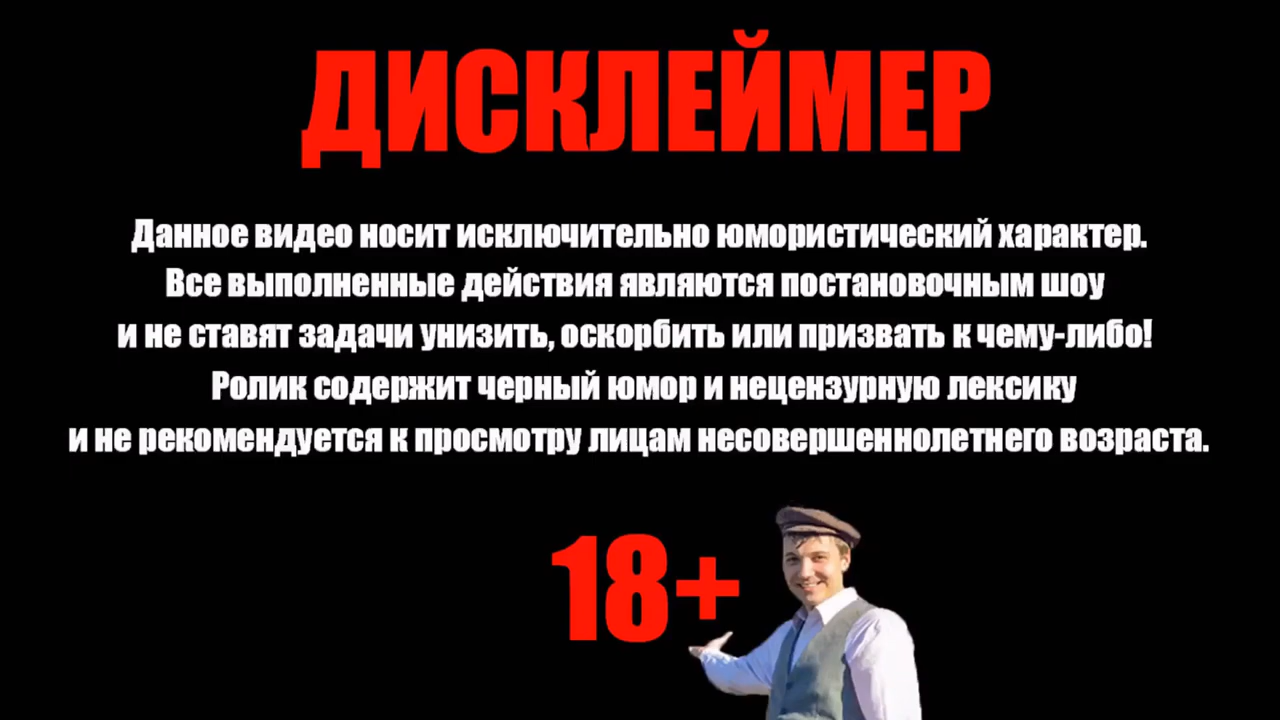 ДИСКЛЕЙМЕР
Данное видео носит исключительно юмористический характер.
Все выполненные действия являются постановочным шоу
и не ставят задачи унизить, оскорбить или призвать к чему-либо!
Ролик содержит черный юмор и нецензурную лексику
и не рекомендуется к просмотру лицам несовершеннолетнего возраста.
18+